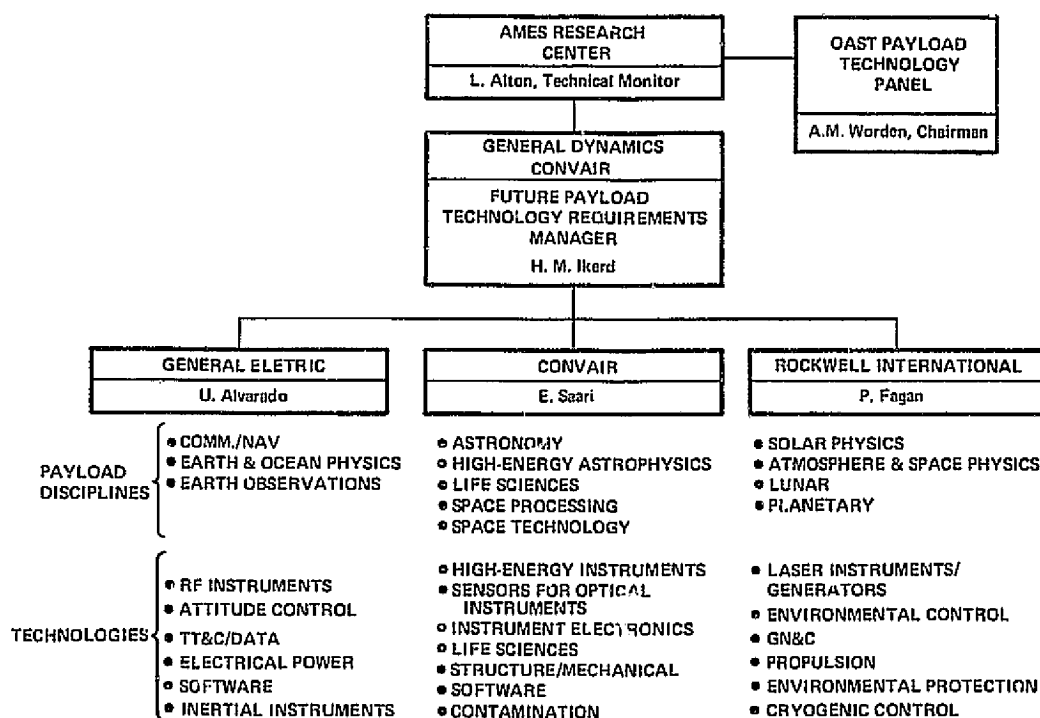 AMES RESEARCH
CENTER
L. Alton, Technical Monitor
OAST PAYLOAD
TECHNOLOGY
PANEL
A.M. Worden, Chairman
GENERAL DYNAMICS
CONVAIR
FUTURE PAYLOAD
TECHNOLOGY REQUIREMENTS
MANAGER
H. M. Ikerd
GENERAL ELETRIC
U. Alvarado
CONVAIR
E. Saari
ROCKWELL INTERNATIONAL
P. Fagan
PAYLOAD
DISCIPLINES
• COMM./NAV
• EARTH & OCEAN PHYSICS
• EARTH OBSERVATIONS
• ASTRONOMY
• HIGH-ENERGY ASTROPHYSICS
• LIFE SCIENCES
• SPACE PROCESSING
• SPACE TECHNOLOGY
• SOLAR PHYSICS
• ATMOSPHERE & SPACE PHYSICS
• LUNAR
• PLANETARY
TECHNOLOGIES
• RF INSTRUMENTS
• ATTITUDE CONTROL
• TT&C/DATA
• ELECTRICAL POWER
• SOFTWARE
• INERTIAL INSTRUMENTS
• HIGH-ENERGY INSTRUMENTS
• SENSORS FOR OPTICAL
INSTRUMENTS
• INSTRUMENT ELECTRONICS
• LIFE SCIENCES
• STRUCTURE/MECHANICAL
• SOFTWARE
• CONTAMINATION
• LASER INSTRUMENTS/
GENERATORS
• ENVIRONMENTAL CONTROL
• GN&C
• PROPULSION
• ENVIRONMENTAL PROTECTION
• CRYOGENIC CONTROL